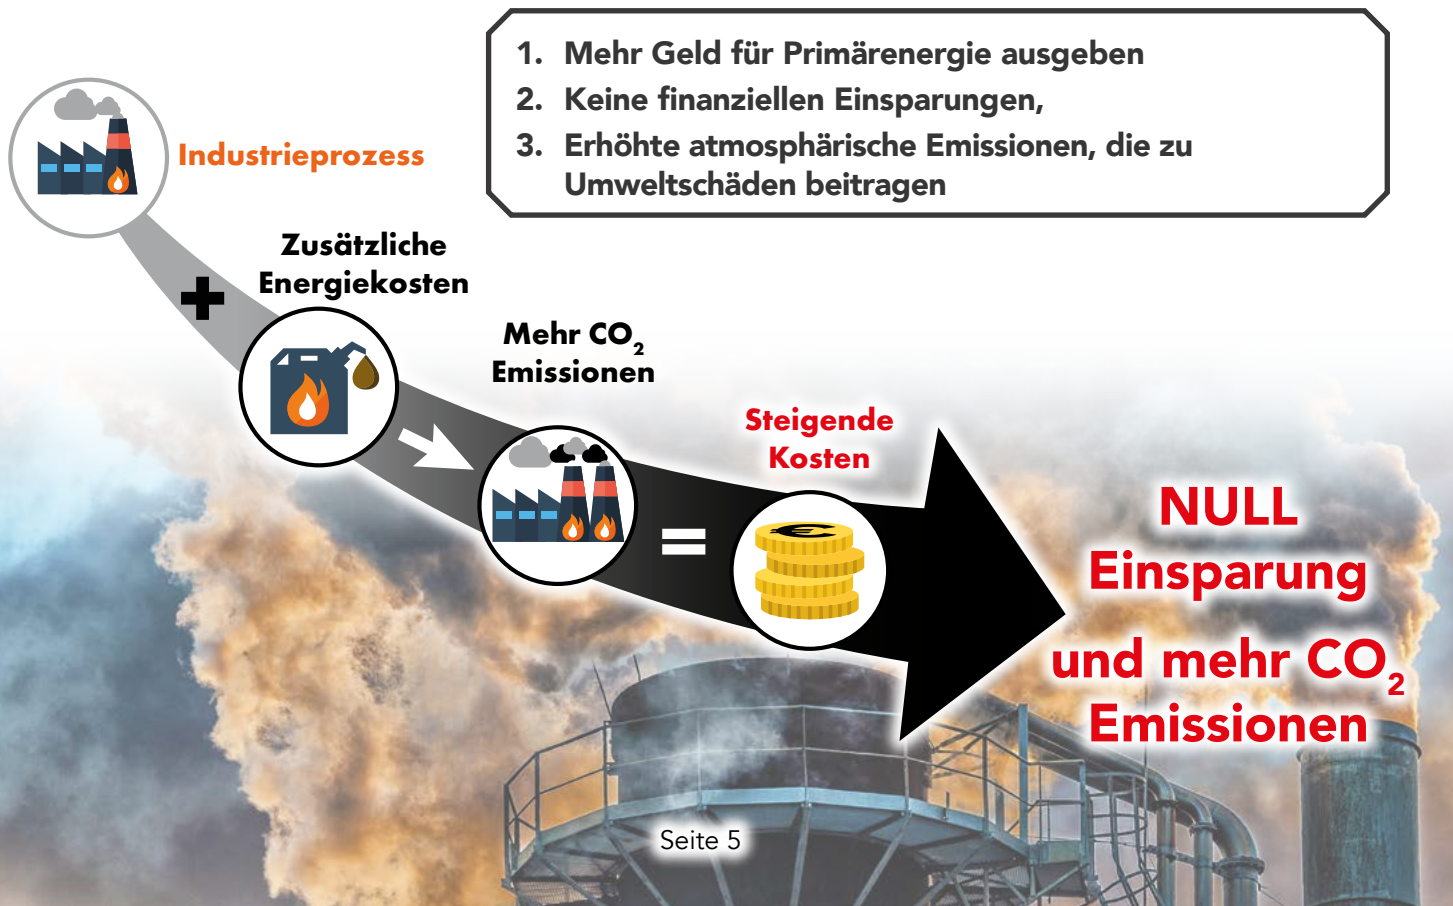 1. Mehr Geld für Primärenergie ausgeben
2. Keine finanziellen Einsparungen,
3. Erhöhte atmosphärische Emissionen, die zu
Umweltschäden beitragen
Industrieprozess
Zusätzliche
Energiekosten
Mehr CO₂
Emissionen
Steigende
Kosten
NULL
Einsparung
und mehr CO₂
Emissionen
Seite 5